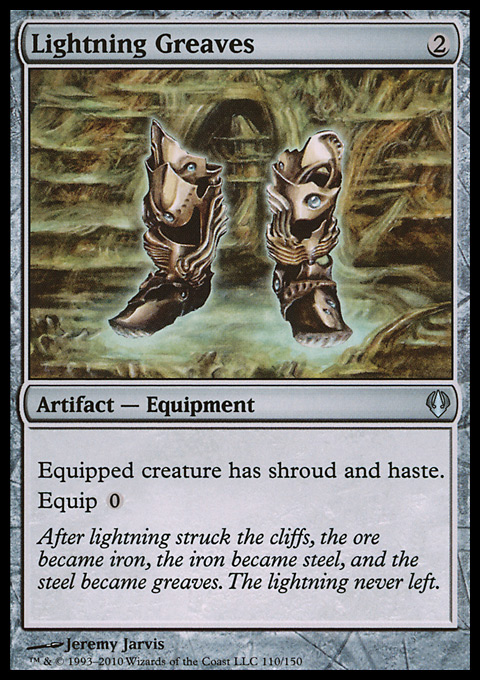 Lightning Greaves 2
Artifact — Equipment
Equipped creature has shroud and haste.
Equip 0
After lightning struck the cliffs, the ore
became iron, the iron became steel, and the
steel became greaves. The lightning never left.
Jeremy Jarvis
™ & © 1993–2010 Wizards of the Coast LLC 110/150